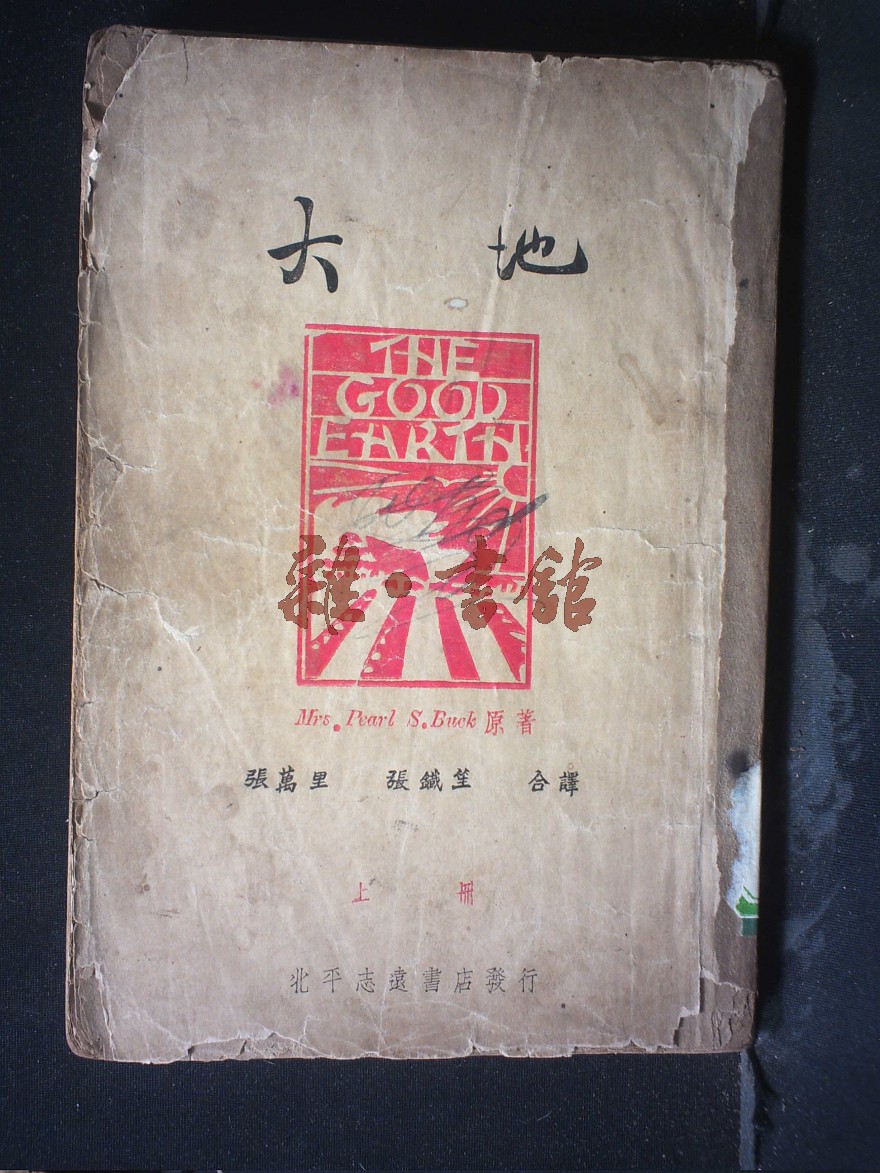 大地
THE
GOOD
EARTH
雜·書館
Mrs. Pearl S. Buck 原著
張萬里 張鐵笙 合譯
上冊
北平志遠書店發行